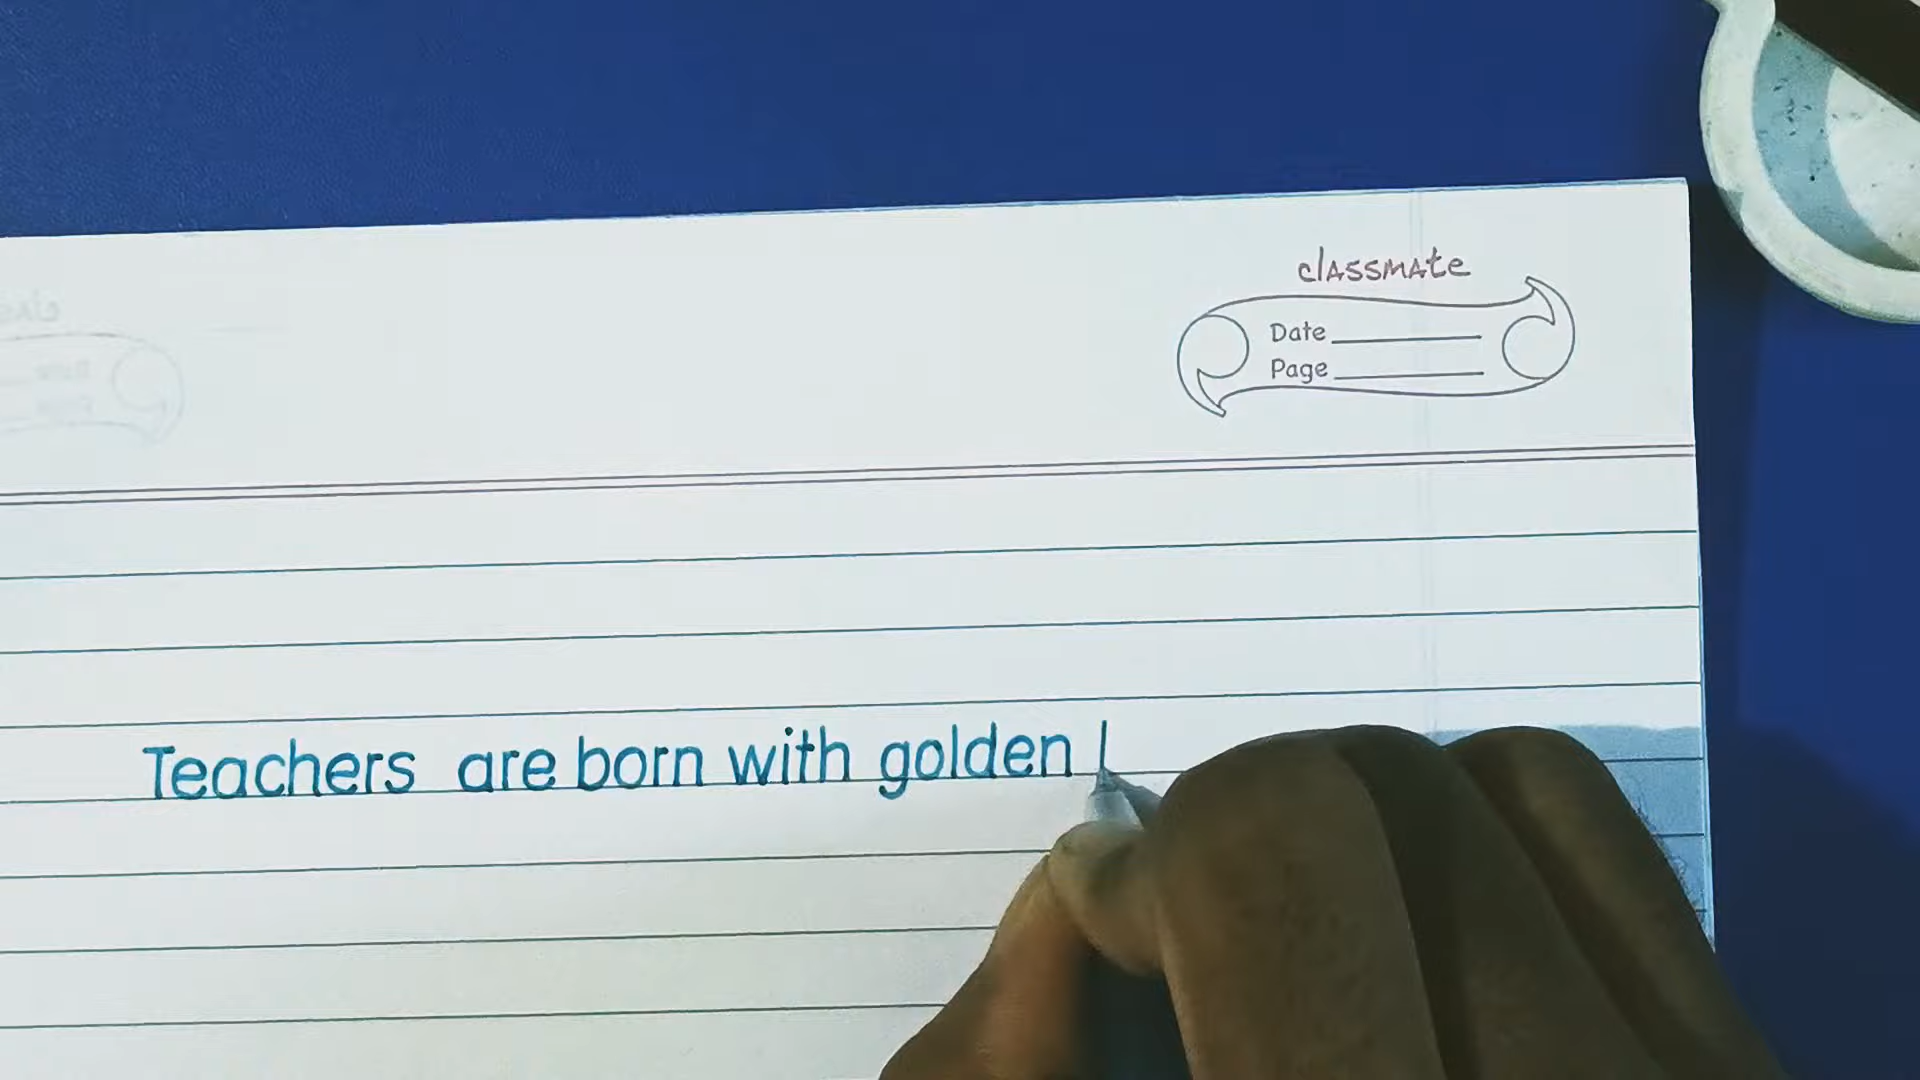 classmate
Date
Page
Teachers are born with golden